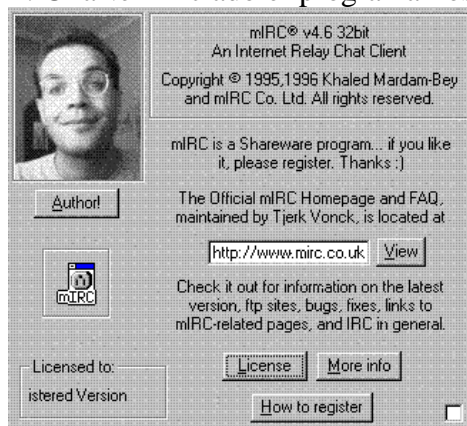 mIRC® v4.6 32bit
An Internet Relay Chat Client
Copyright © 1995,1996 Khaled Mardam-Bey
and mIRC Co. Ltd. All rights reserved.
mIRC is a Shareware program... if you like
it, please register. Thanks :)
Author!
The Official mIRC Homepage and FAQ,
maintained by Tjerk Vonck, is located at
http://www.mirc.co.uk
View
mIRC
Check it out for information on the latest
version, ftp sites, bugs, fixes, links to
mIRC-related pages, and IRC in general.
Licensed to:
istered Version
License
More info
How to register